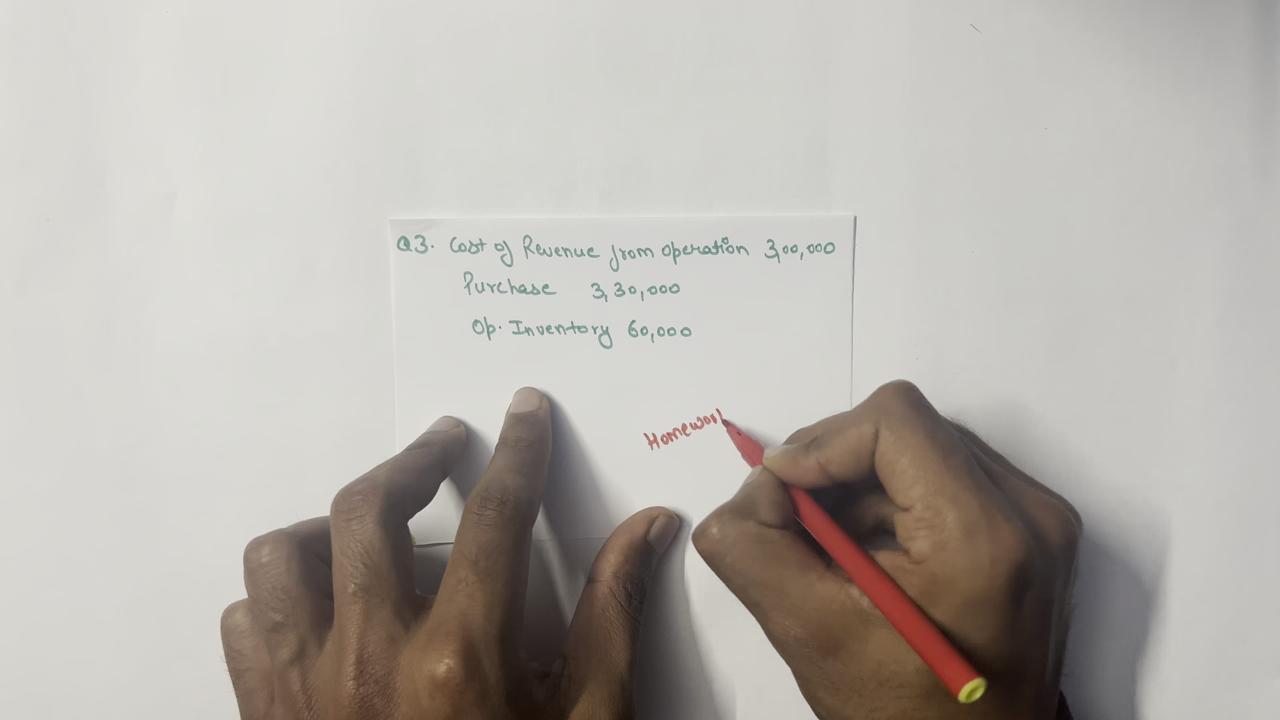 Q3. Cost of Revenue from operation 3,00,000
Purchase 3,30,000
Op. Inventory 60,000